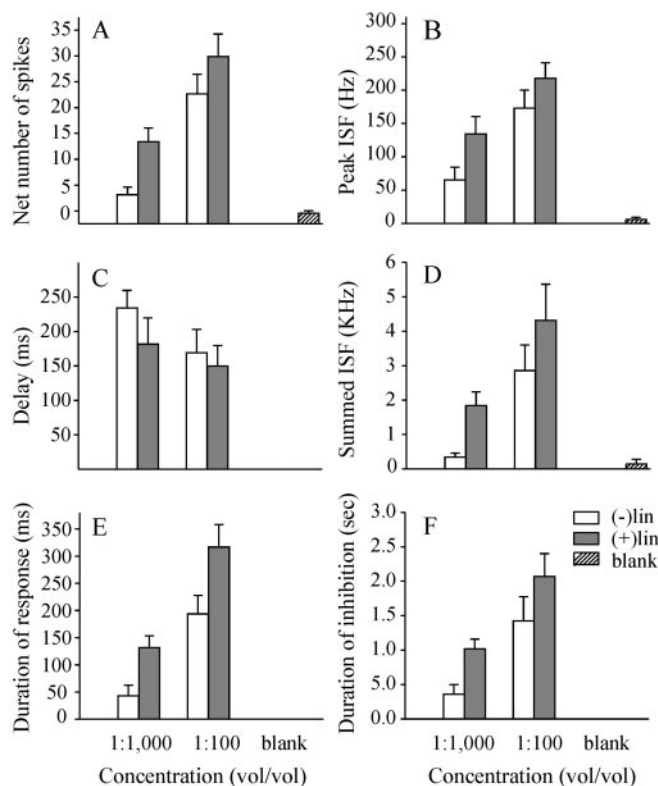 A
Net number of spikes
35
30
25
20
15
10
5
0
B
Peak ISF (Hz)
300
250
200
150
100
50
0
C
Delay (ms)
250
200
150
100
50
D
Summed ISF (KHz)
6
5
4
3
2
1
0
E
Duration of response (ms)
350
300
250
200
150
100
50
0
1:1,000
1:100
blank
Concentration (vol/vol)
F
Duration of inhibition (sec)
3.0
2.5
2.0
1.5
1.0
5.0
0
(-)lin
(+)lin
blank
1:1,000
1:100
blank
Concentration (vol/vol)